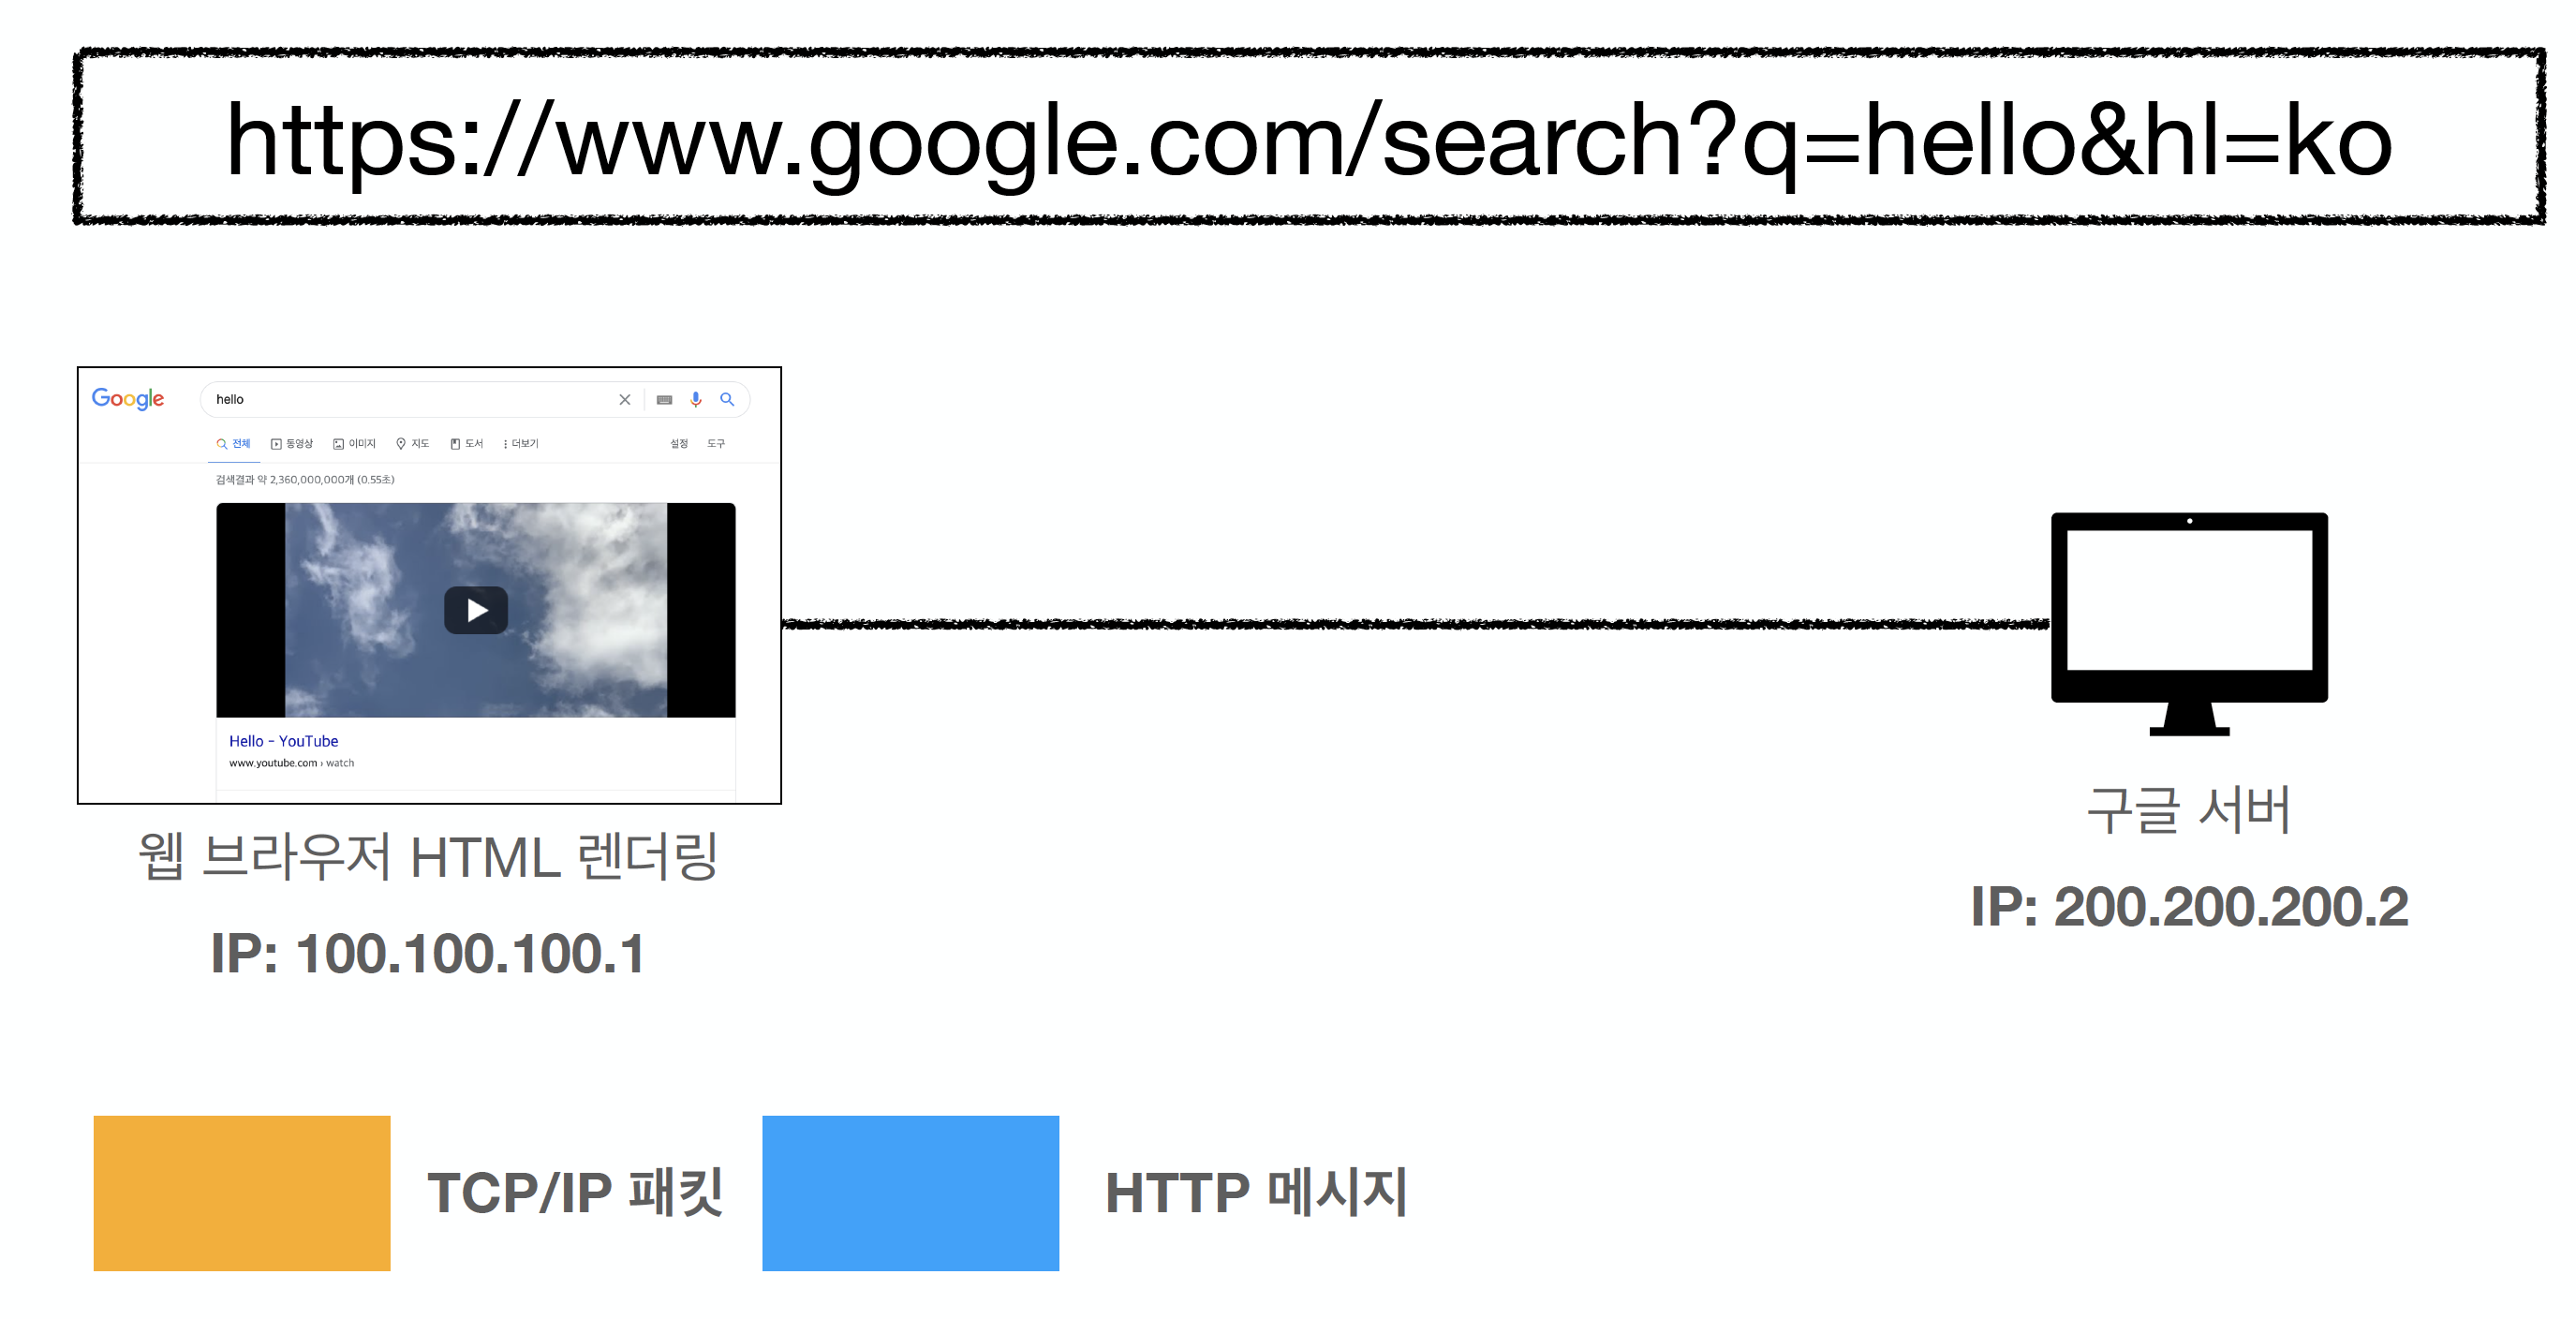 https://www.google.com/search?q=hello&hl=ko
Google hello
전체 동영상 이미지 지도 도서 더보기 설정 도구
검색결과 약 2,360,000,000개 (0.55초)
Hello - YouTube
www.youtube.com › watch
웹 브라우저 HTML 렌더링
IP: 100.100.100.1
구글 서버
IP: 200.200.200.2
TCP/IP 패킷
HTTP 메시지